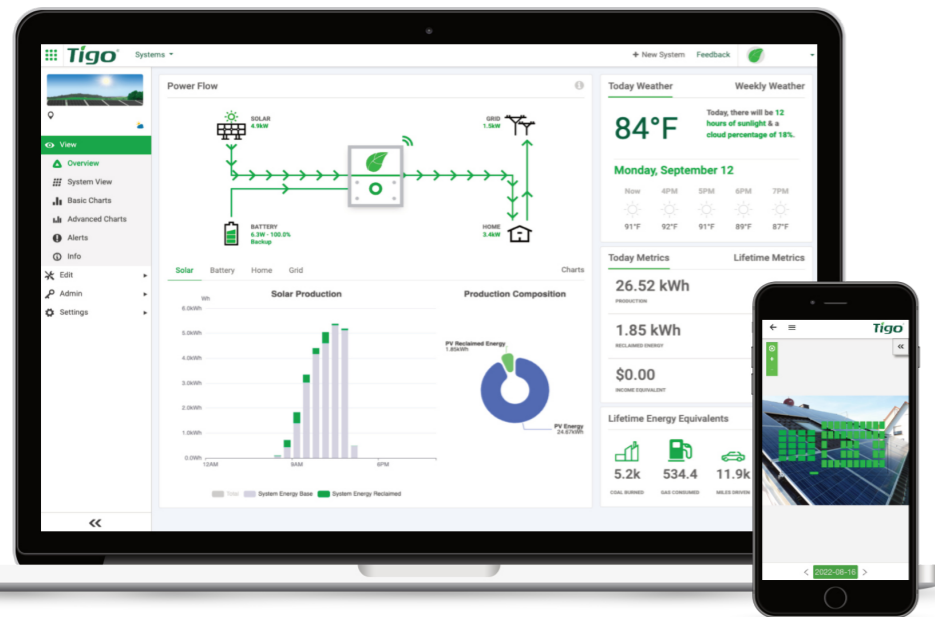 Tigo
Systems
+ New System
Feedback
View
Overview
System View
Basic Charts
Advanced Charts
Alerts
Info
Edit
Admin
Settings
Power Flow
SOLAR
4.9kW
GRID
1.5kW
BATTERY
6.3W - 100.0%
Backup
HOME
3.4kW
Solar Battery Home Grid
Charts
Solar Production
Wh
6.0kWh
5.0kWh
4.0kWh
3.0kWh
2.0kWh
1.0kWh
0.0Wh
12AM 9AM 8PM
Total System Energy Base System Energy Reclaimed
Production Composition
PV Reclaimed Energy
1.85kWh
PV Energy
24.67kWh
Today Weather Weekly Weather
84°F
Today, there will be 12
hours of sunlight & a
cloud percentage of 18%.
Monday, September 12
Now 4PM 5PM 6PM 7PM
91°F 92°F 91°F 89°F 87°F
Today Metrics Lifetime Metrics
26.52 kWh
PRODUCTION
1.85 kWh
RECLAIMED ENERGY
$0.00
INCOME EQUIVALENT
Lifetime Energy Equivalents
5.2k 534.4 11.9k
COAL BURNED GAS CONSUMED MILES DRIVEN
Tigo
2022-08-16